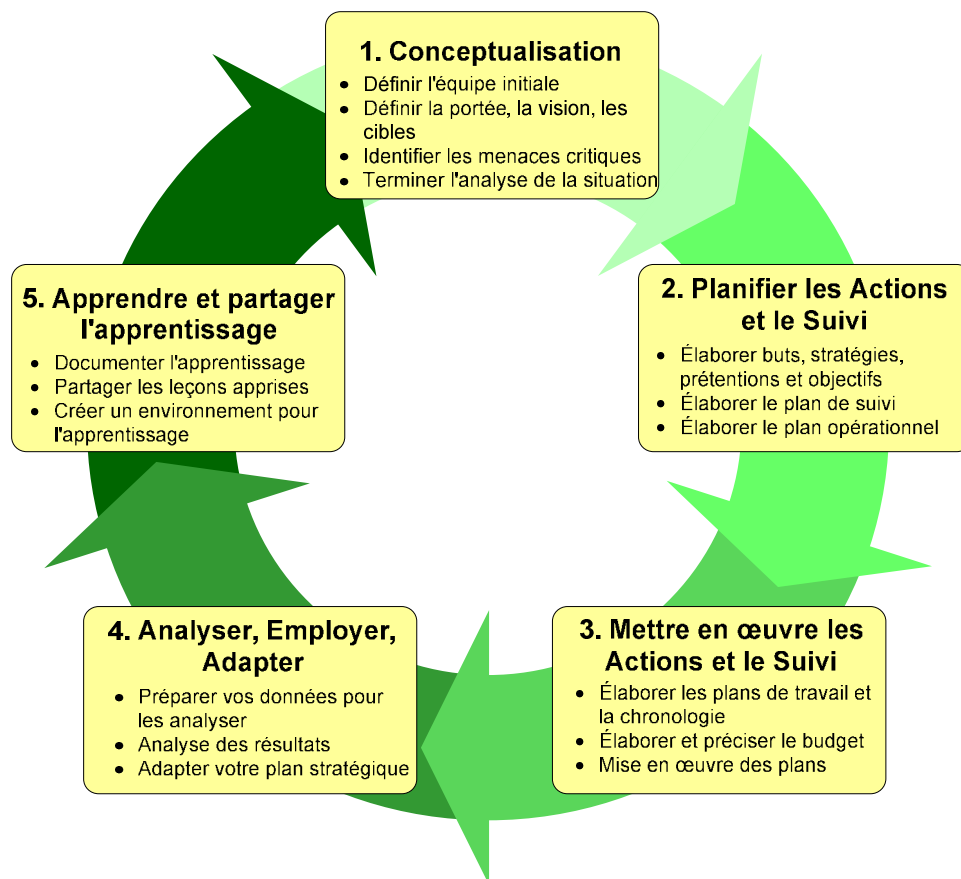 1. Conceptualisation
• Définir l'équipe initiale
• Définir la portée, la vision, les
cibles
• Identifier les menaces critiques
• Terminer l'analyse de la situation
2. Planifier les Actions
et le Suivi
• Élaborer buts, stratégies,
prétentions et objectifs
• Élaborer le plan de suivi
• Élaborer le plan opérationnel
3. Mettre en œuvre les
Actions et le Suivi
• Élaborer les plans de travail et
la chronologie
• Élaborer et préciser le budget
• Mise en œuvre des plans
4. Analyser, Employer,
Adapter
• Préparer vos données pour
les analyser
• Analyse des résultats
• Adapter votre plan stratégique
5. Apprendre et partager
l'apprentissage
• Documenter l'apprentissage
• Partager les leçons apprises
• Créer un environnement pour
l'apprentissage